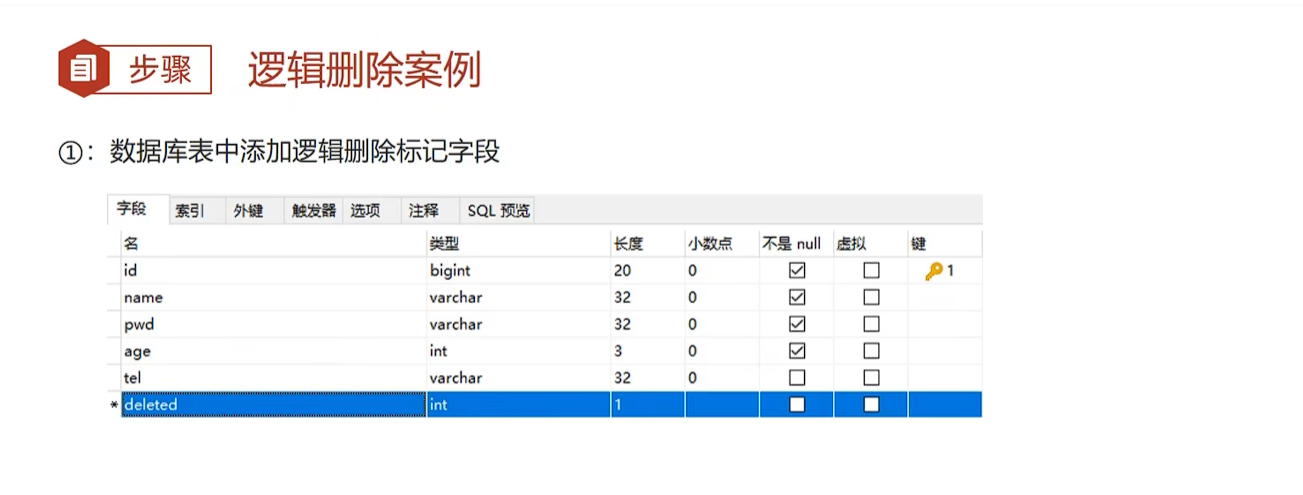 步骤 逻辑删除案例
①：数据库表中添加逻辑删除标记字段
字段 索引 外键 触发器 选项 注释 SQL 预览
名 类型 长度 小数点 不是 null 虚拟 键
id bigint 20 0 1
name varchar 32 0
pwd varchar 32 0
age int 3 0
tel varchar 32 0
* deleted int 1